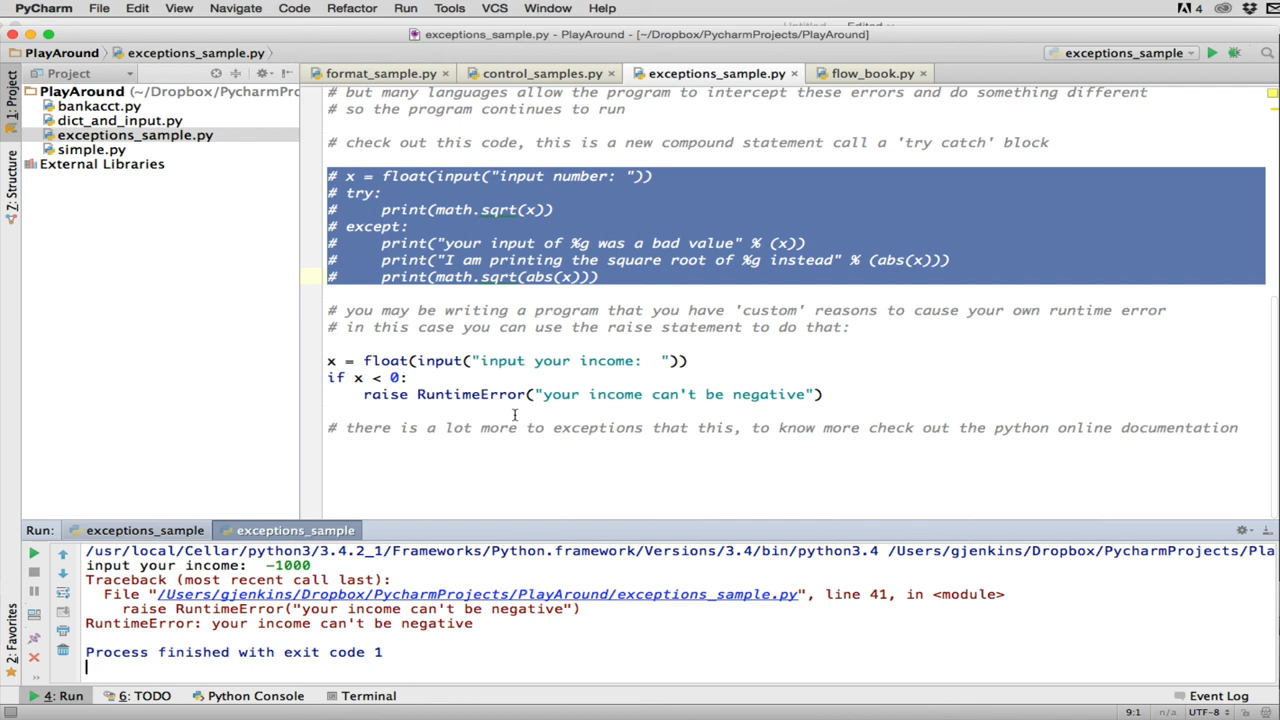 PyCharm File Edit View Navigate Code Refactor Run Tools VCS Window Help 4
exceptions_sample.py - PlayAround - [~/Dropbox/PycharmProjects/PlayAround]
PlayAround exceptions_sample.py exceptions_sample
Project format_sample.py control_samples.py exceptions_sample.py flow_book.py
1: Project
Z: Structure
2: Favorites
PlayAround (~/Dropbox/PycharmPrc
bankacct.py
dict_and_input.py
exceptions_sample.py
simple.py
External Libraries
# but many languages allow the program to intercept these errors and do something different
# so the program continues to run
# check out this code, this is a new compound statement call a 'try catch' block
# x = float(input("input number: "))
# try:
#     print(math.sqrt(x))
# except:
#     print("your input of %g was a bad value" % (x))
#     print("I am printing the square root of %g instead" % (abs(x)))
#     print(math.sqrt(abs(x)))
# you may be writing a program that you have 'custom' reasons to cause your own runtime error
# in this case you can use the raise statement to do that:
x = float(input("input your income:  "))
if x < 0:
    raise RuntimeError("your income can't be negative")
# there is a lot more to exceptions that this, to know more check out the python online documentation
Run: exceptions_sample exceptions_sample
/usr/local/Cellar/python3/3.4.2_1/Frameworks/Python.framework/Versions/3.4/bin/python3.4 /Users/gjenkins/Dropbox/PycharmProjects/Pla
input your income:  -1000
Traceback (most recent call last):
  File "/Users/gjenkins/Dropbox/PycharmProjects/PlayAround/exceptions_sample.py", line 41, in <module>
    raise RuntimeError("your income can't be negative")
RuntimeError: your income can't be negative
Process finished with exit code 1
4: Run 6: TODO Python Console Terminal Event Log
9:1 n/a UTF-8